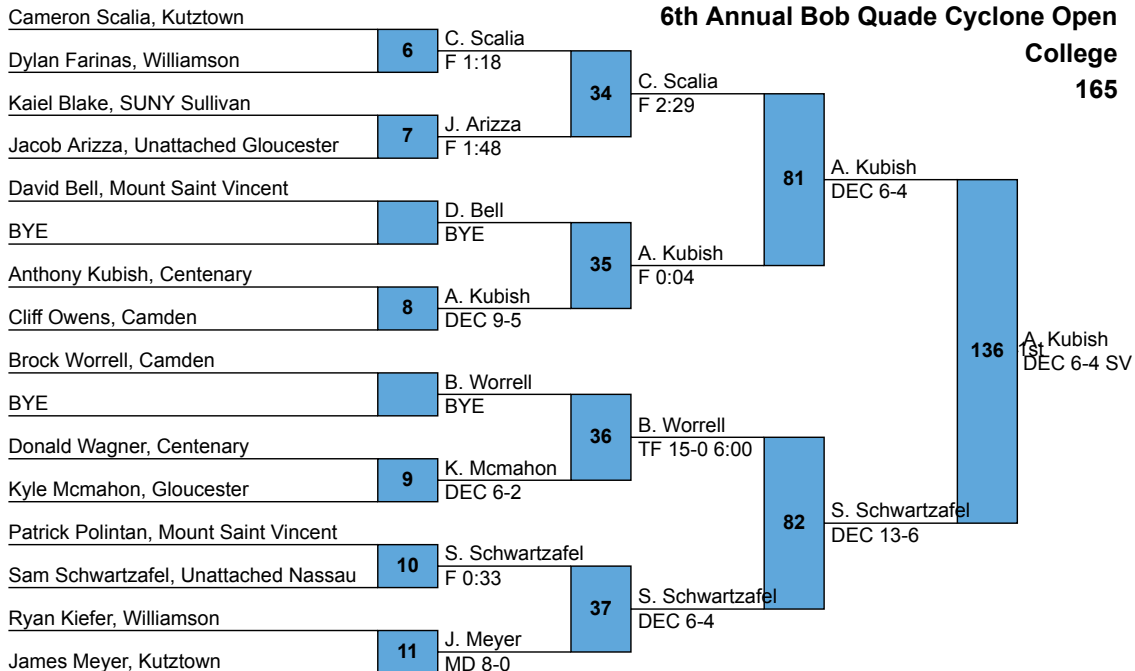 6th Annual Bob Quade Cyclone Open
College
165
Cameron Scalia, Kutztown
6
C. Scalia
F 1:18
Dylan Farinas, Williamson
34
C. Scalia
F 2:29
Kaiel Blake, SUNY Sullivan
7
J. Arizza
F 1:48
Jacob Arizza, Unattached Gloucester
81
A. Kubish
DEC 6-4
David Bell, Mount Saint Vincent
D. Bell
BYE
BYE
35
A. Kubish
F 0:04
Anthony Kubish, Centenary
8
A. Kubish
DEC 9-5
Cliff Owens, Camden
136
1st
A. Kubish
DEC 6-4 SV
Brock Worrell, Camden
B. Worrell
BYE
BYE
36
B. Worrell
TF 15-0 6:00
Donald Wagner, Centenary
9
K. Mcmahon
DEC 6-2
Kyle Mcmahon, Gloucester
82
S. Schwartzafel
DEC 13-6
Patrick Polintan, Mount Saint Vincent
10
S. Schwartzafel
F 0:33
Sam Schwartzafel, Unattached Nassau
37
S. Schwartzafel
DEC 6-4
Ryan Kiefer, Williamson
11
J. Meyer
MD 8-0
James Meyer, Kutztown